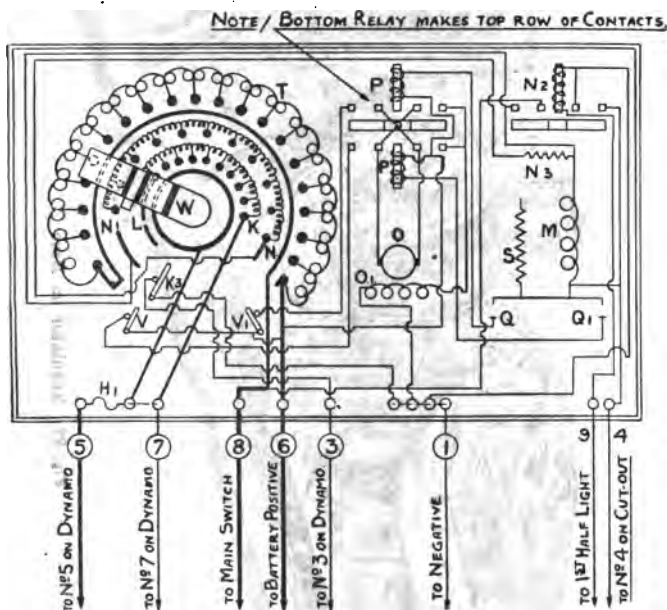 NOTE/ BOTTOM RELAY MAKES TOP ROW OF CONTACTS
T
P
N2
N3
W
N1
L
K
N
P1
O
O1
S
M
K3
V
V1
Q
Q1
H1
5
7
8
6
3
1
9
4
TO Nº5 ON DYNAMO
TO Nº7 ON DYNAMO
TO MAIN SWITCH
TO BATTERY POSITIVE
TO Nº3 ON DYNAMO
TO NEGATIVE
TO 1ST HALF LIGHT
TO Nº4 ON CUT-OUT